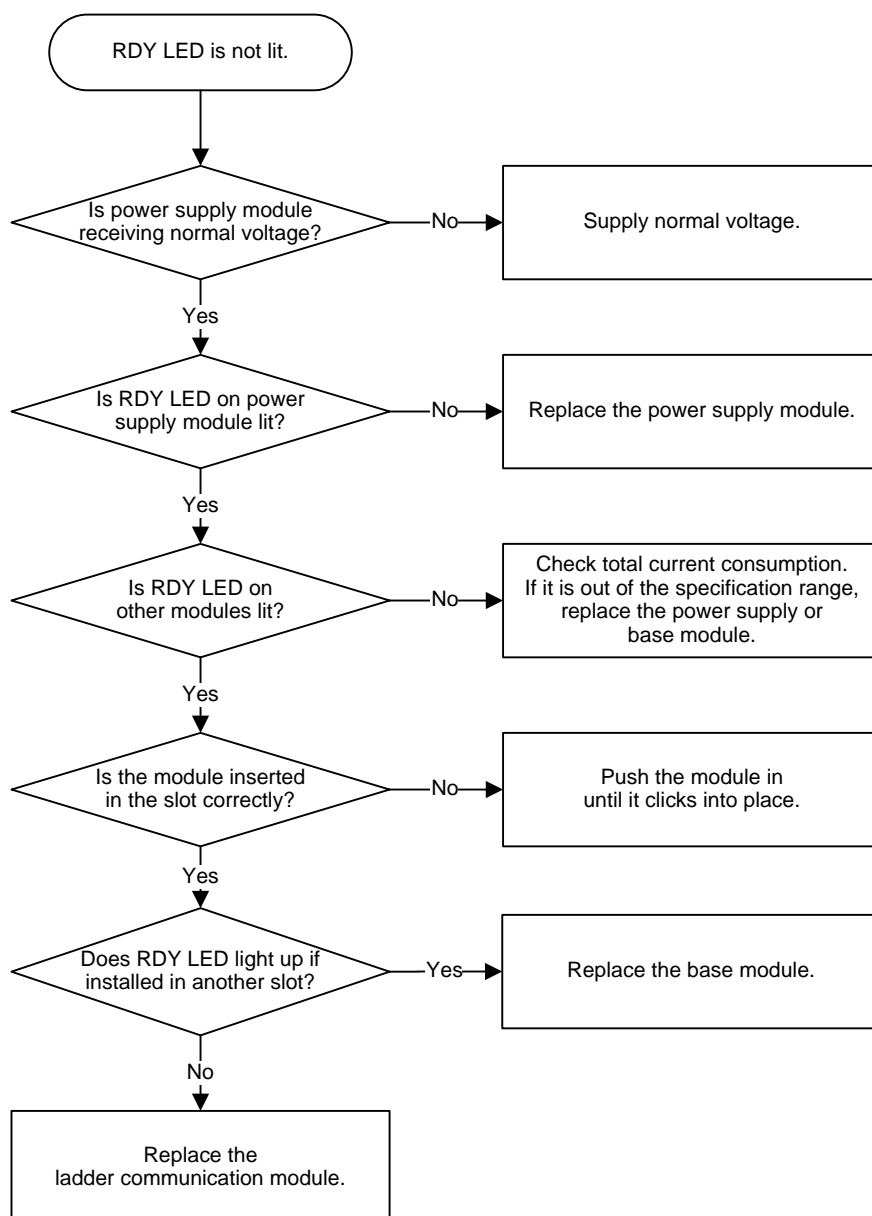 RDY LED is not lit.
Is power supply module
receiving normal voltage?
No
Supply normal voltage.
Yes
Is RDY LED on power
supply module lit?
No
Replace the power supply module.
Yes
Is RDY LED on
other modules lit?
No
Check total current consumption.
If it is out of the specification range,
replace the power supply or
base module.
Yes
Is the module inserted
in the slot correctly?
No
Push the module in
until it clicks into place.
Yes
Does RDY LED light up if
installed in another slot?
Yes
Replace the base module.
No
Replace the
ladder communication module.